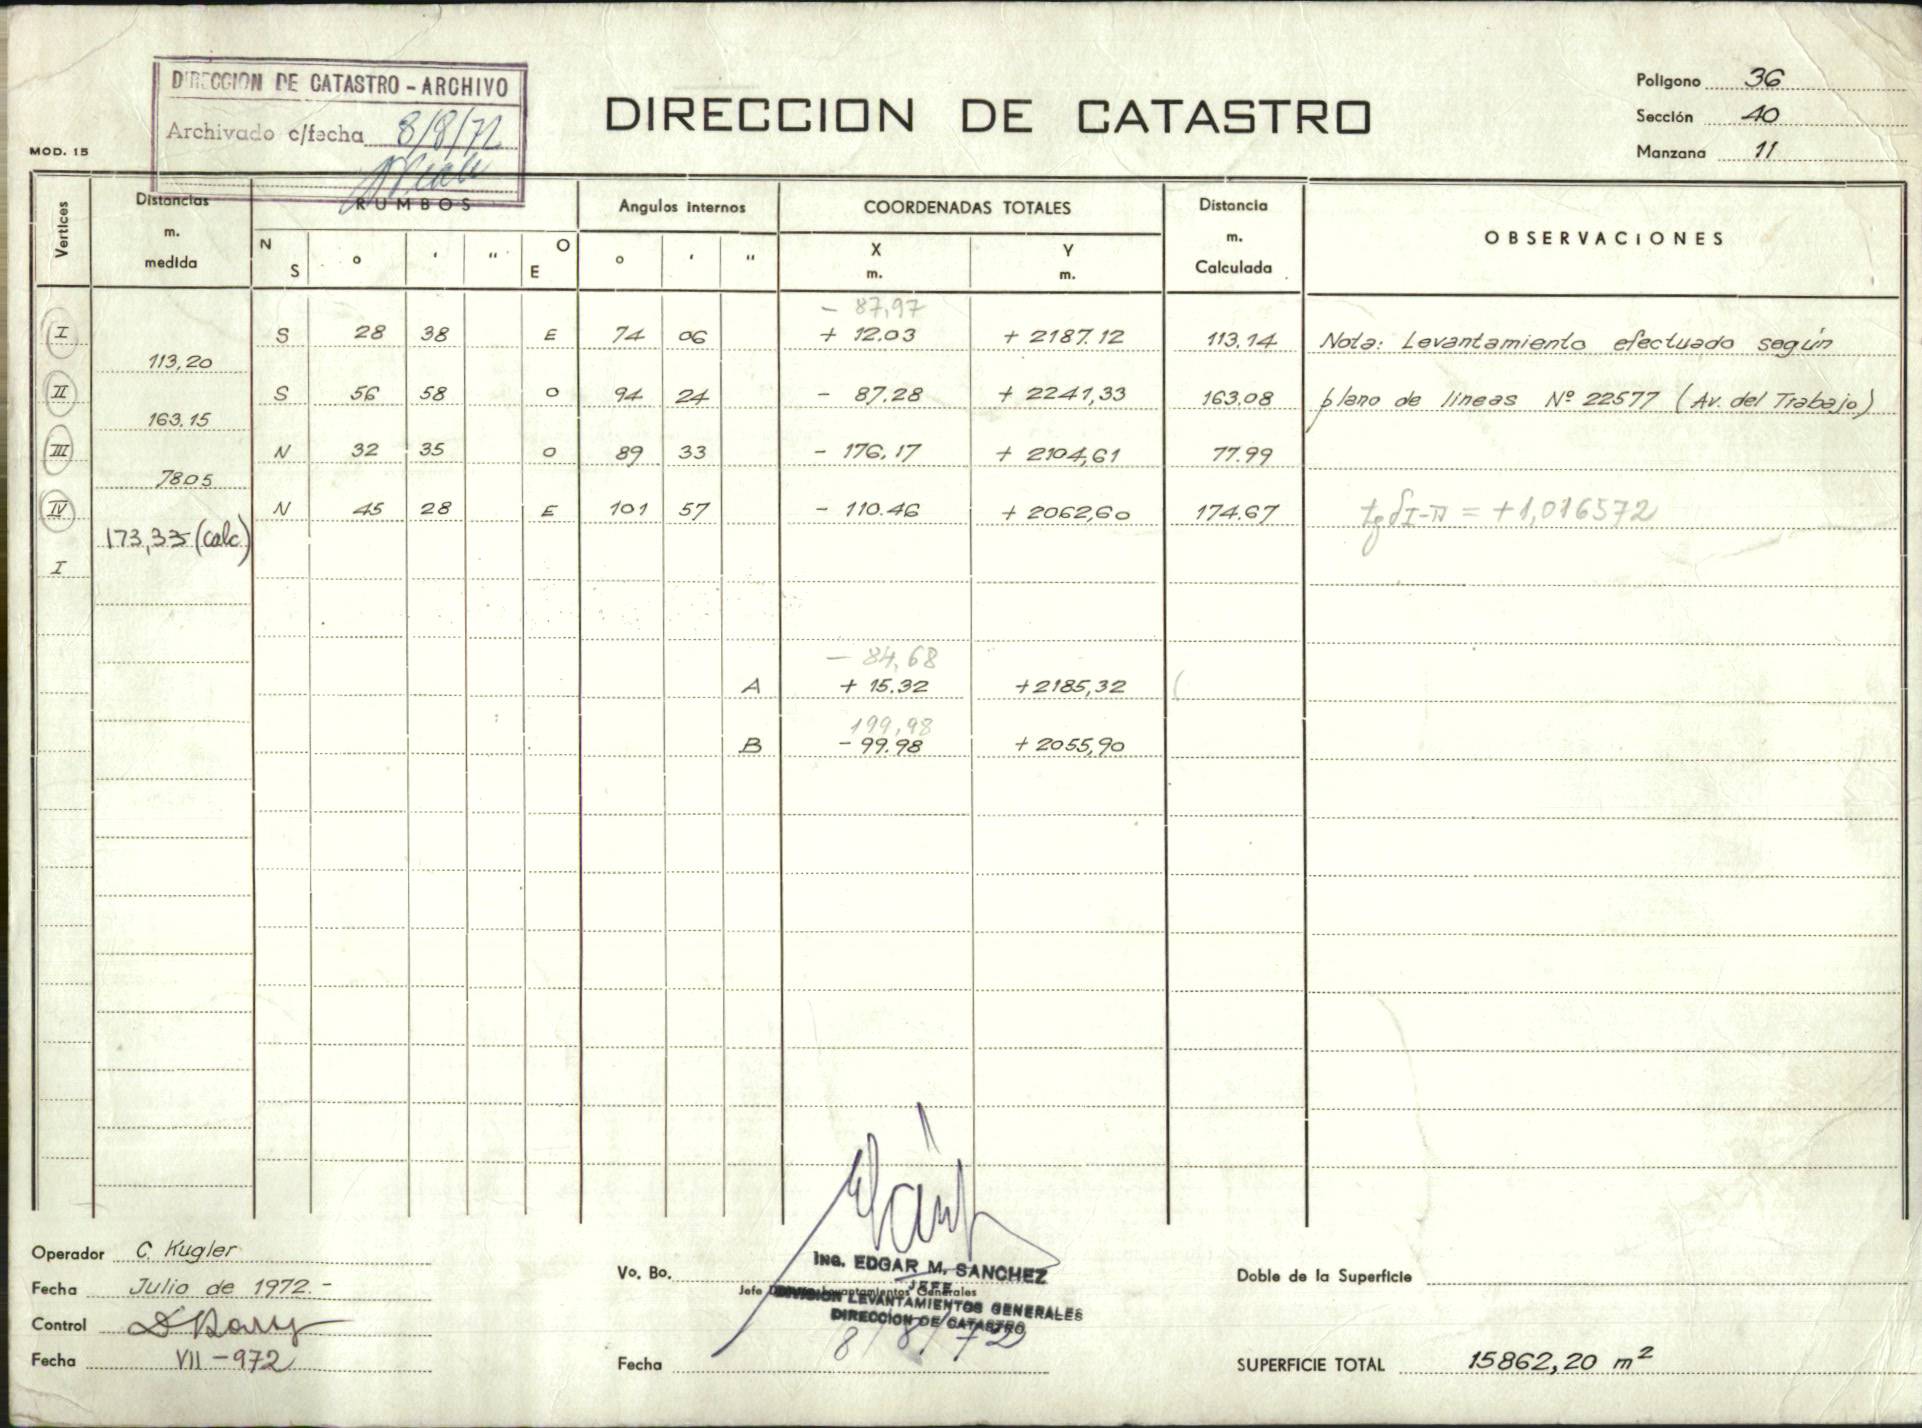 DIRECCION DE CATASTRO - ARCHIVO
Archivado c/fecha 8/8/72
DIRECCION DE CATASTRO
Poligono 36
Sección 40
Manzana 11
MOD. 15
Vertices
Distancias
m.
medida
RUMBOS
N S ° ' " O E
Angulos internos
° ' "
COORDENADAS TOTALES
X Y
m. m.
Distancia
m.
Calculada
OBSERVACIONES
- 87,97
I S 28 38 E 74 06 + 12.03 + 2187.12 113.14 Nota: Levantamiento efectuado según
113,20
II S 56 58 O 94 24 - 87.28 + 2241,33 163.08 plano de lineas Nº 22577 (Av. del Trabajo)
163.15
III N 32 35 O 89 33 - 176,17 + 2104,61 77.99
78.05
IV N 45 28 E 101 57 - 110.46 + 2062,60 174.67 = +1,016572
173,33 (calc)
I
- 84,68
A + 15.32 +2185,32
199,98
B - 99.98 + 2055,90
Operador C. Kugler
Fecha Julio de 1972.-
Control
Fecha VII - 972
Vo. Bo.
Ing. EDGAR M. SANCHEZ
JEFE
Jefe Levantamientos Generales
DIVISION LEVANTAMIENTOS GENERALES
DIRECCION DE CATASTRO
8/8/72
Fecha
Doble de la Superficie
SUPERFICIE TOTAL 15862,20 m²